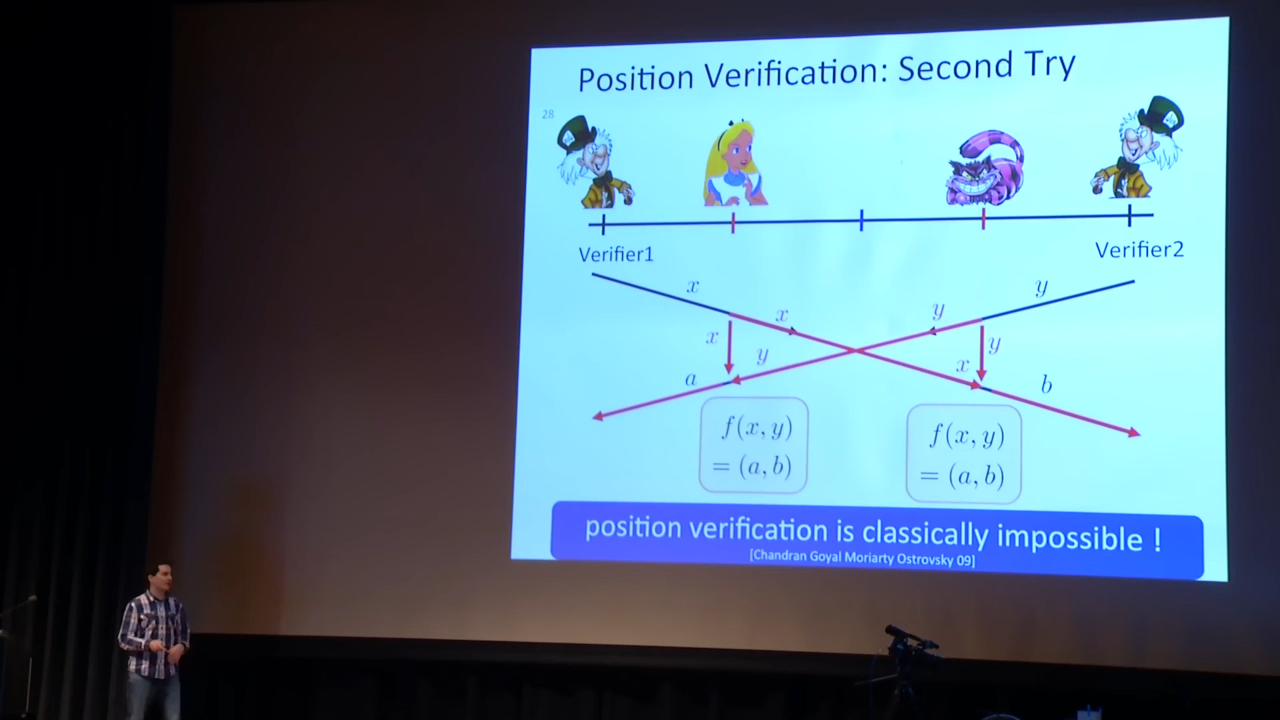 Position Verification: Second Try
28
Verifier1
Verifier2
x
y
x
y
x
y
y
x
a
b
f(x, y)
= (a, b)
f(x, y)
= (a, b)
position verification is classically impossible !
[Chandran Goyal Moriarty Ostrovsky 09]